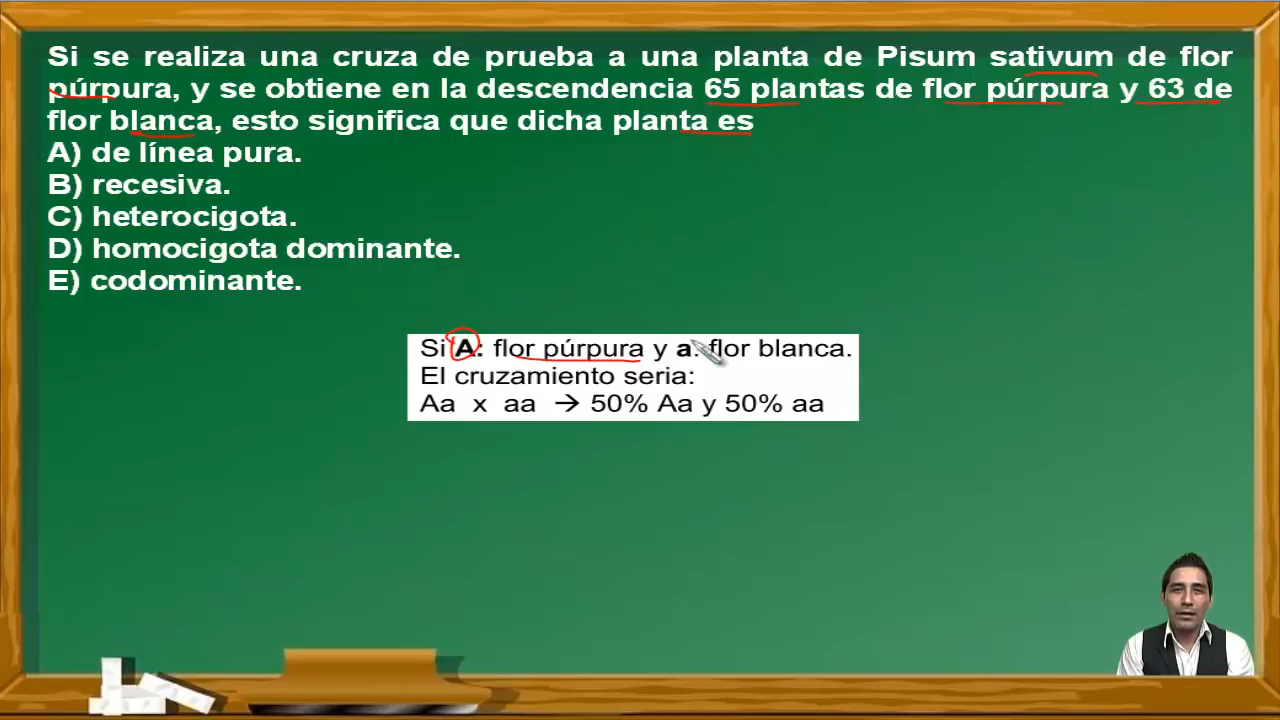 Si se realiza una cruza de prueba a una planta de Pisum sativum de flor
púrpura, y se obtiene en la descendencia 65 plantas de flor púrpura y 63 de
flor blanca, esto significa que dicha planta es
A) de línea pura.
B) recesiva.
C) heterocigota.
D) homocigota dominante.
E) codominante.
Si A: flor púrpura y a: flor blanca.
El cruzamiento seria:
Aa x aa → 50% Aa y 50% aa